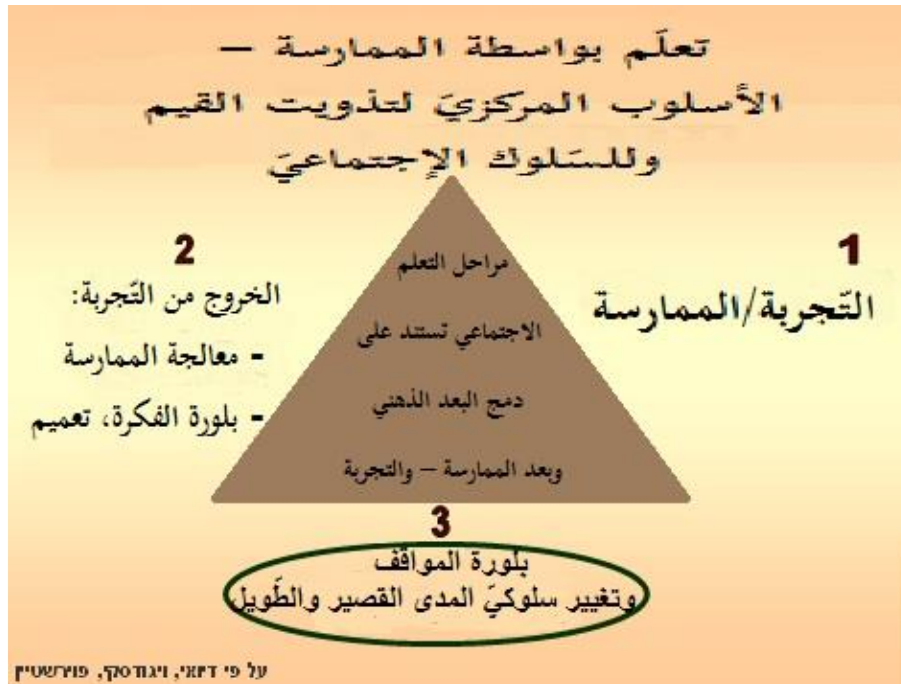 تعلّم بواسطة الممارسة –
الأسلوب المركزيَ لتذويت القيم
وللسَلوك الإجتماعيَ
1
التّجربة/الممارسة
2
الخروج من التّجربة:
- معالجة الممارسة
- بلورة الفكرة، تعميم
مراحل التعلم
الاجتماعي تستند على
دمج البعد الذهني
وبعد الممارسة – والتجربة
3
بلورة المواقف
وتغيير سلوكيّ المدى القصير والطّويل
על פי דיואי, ויגודסקי, פוירשטיין